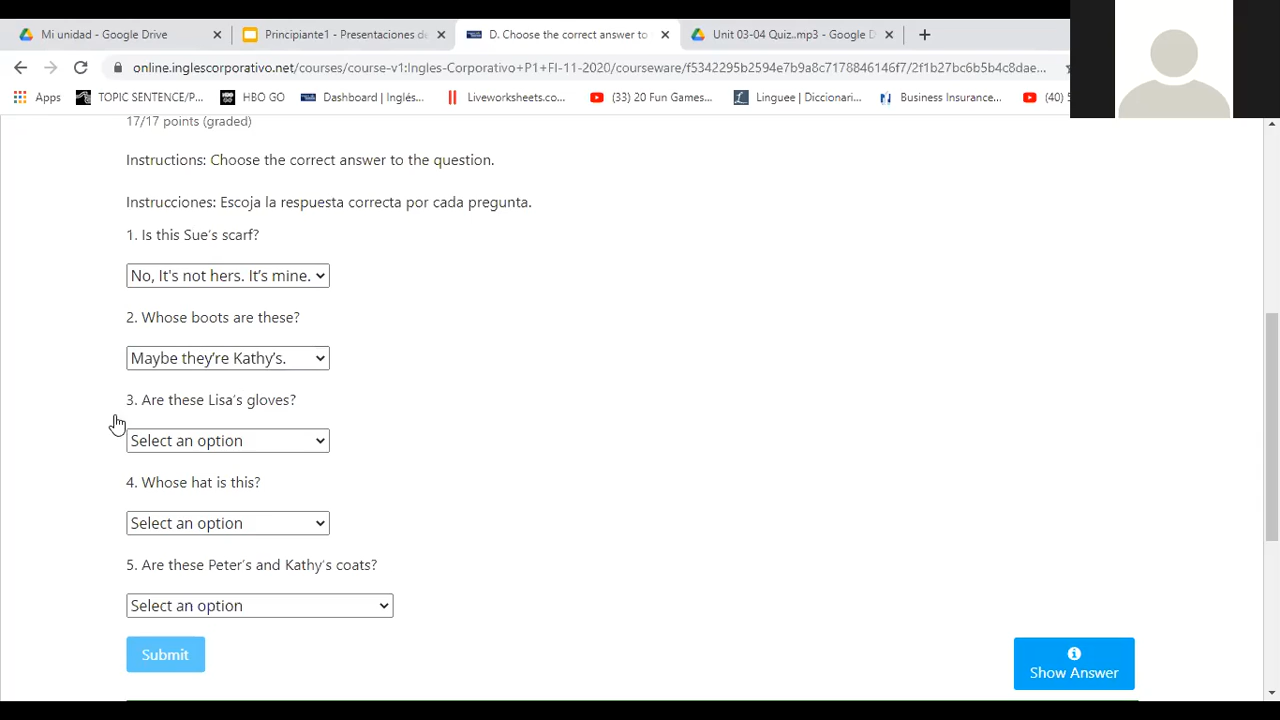 Mi unidad - Google Drive
Principiante1 - Presentaciones de
D. Choose the correct answer to
Unit 03-04 Quiz..mp3 - Google D
online.inglescorporativo.net/courses/course-v1:Ingles-Corporativo+P1+FI-11-2020/courseware/f5342295b2594e7b9a8c7178846146f7/2f1b27bc6b5b4c8dae...
Apps
TOPIC SENTENCE/P...
HBO GO
Dashboard | Inglés...
Liveworksheets.co...
(33) 20 Fun Games...
Linguee | Diccionari...
Business Insurance...
(40)
17/17 points (graded)
Instructions: Choose the correct answer to the question.
Instrucciones: Escoja la respuesta correcta por cada pregunta.
1. Is this Sue's scarf?
No, It's not hers. It’s mine.
2. Whose boots are these?
Maybe they’re Kathy’s.
3. Are these Lisa’s gloves?
Select an option
4. Whose hat is this?
Select an option
5. Are these Peter’s and Kathy’s coats?
Select an option
Submit
Show Answer